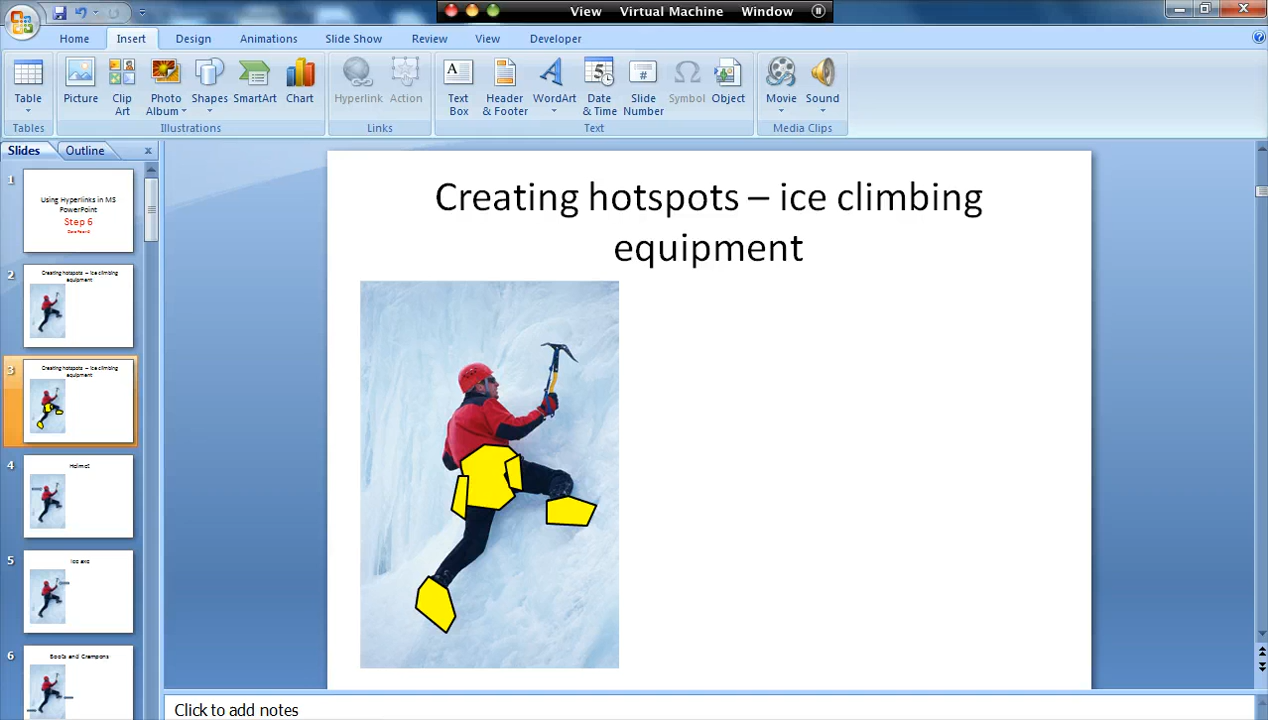 View Virtual Machine Window
Home Insert Design Animations Slide Show Review View Developer
Table
Picture
Clip
Art
Photo
Album
Shapes
SmartArt
Chart
Hyperlink
Action
Text
Box
Header
& Footer
WordArt
Date
& Time
Slide
Number
Symbol
Object
Movie
Sound
Tables
Illustrations
Links
Text
Media Clips
Slides
Outline
1
Using Hyperlinks in MS
PowerPoint
Step 6
2
Creating hotspots – ice climbing
equipment
3
Creating hotspots – ice climbing
equipment
4
Helmet
5
Ice axe
6
Boots and Crampons
Creating hotspots – ice climbing
equipment
Click to add notes